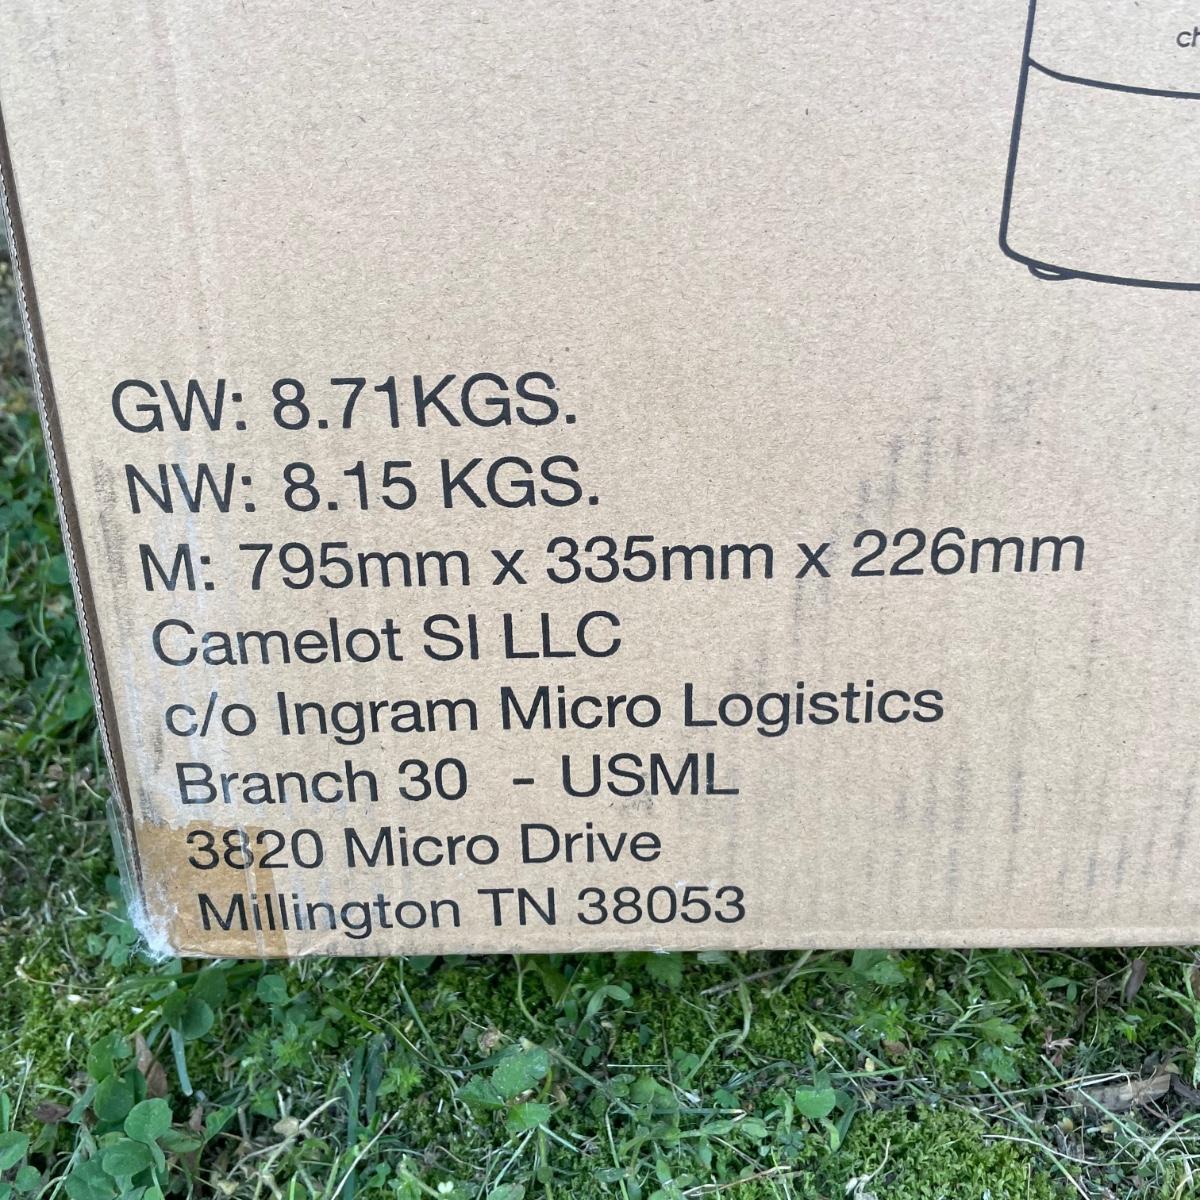 GW: 8.71KGS.
NW: 8.15 KGS.
M: 795mm x 335mm x 226mm
Camelot SI LLC
c/o Ingram Micro Logistics
Branch 30 - USML
3820 Micro Drive
Millington TN 38053